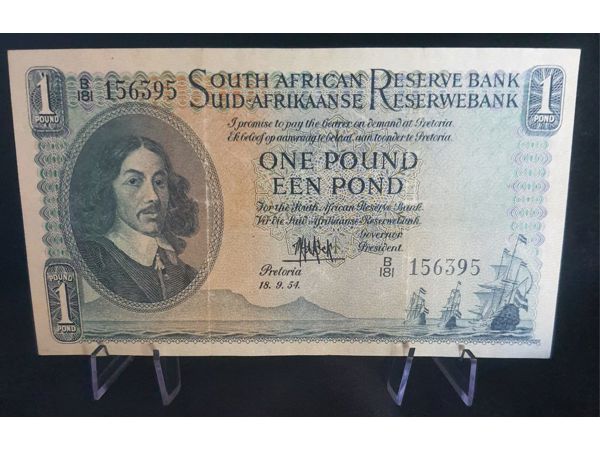 1
POUND
B/181 156395
SOUTH AFRICAN RESERVE BANK
SUID-AFRIKAANSE RESERWEBANK
1
POUND
I promise to pay the bearer on demand at Pretoria.
Ek beloof op aanvraag te betaal aan toonder te Pretoria.
ONE POUND
EEN POND
For the South African Reserve Bank.
Vir die Suid-Afrikaanse Reserwebank.
Governor
President.
Pretoria
18. 9. 54.
B/181 156395
POUND
1
POND